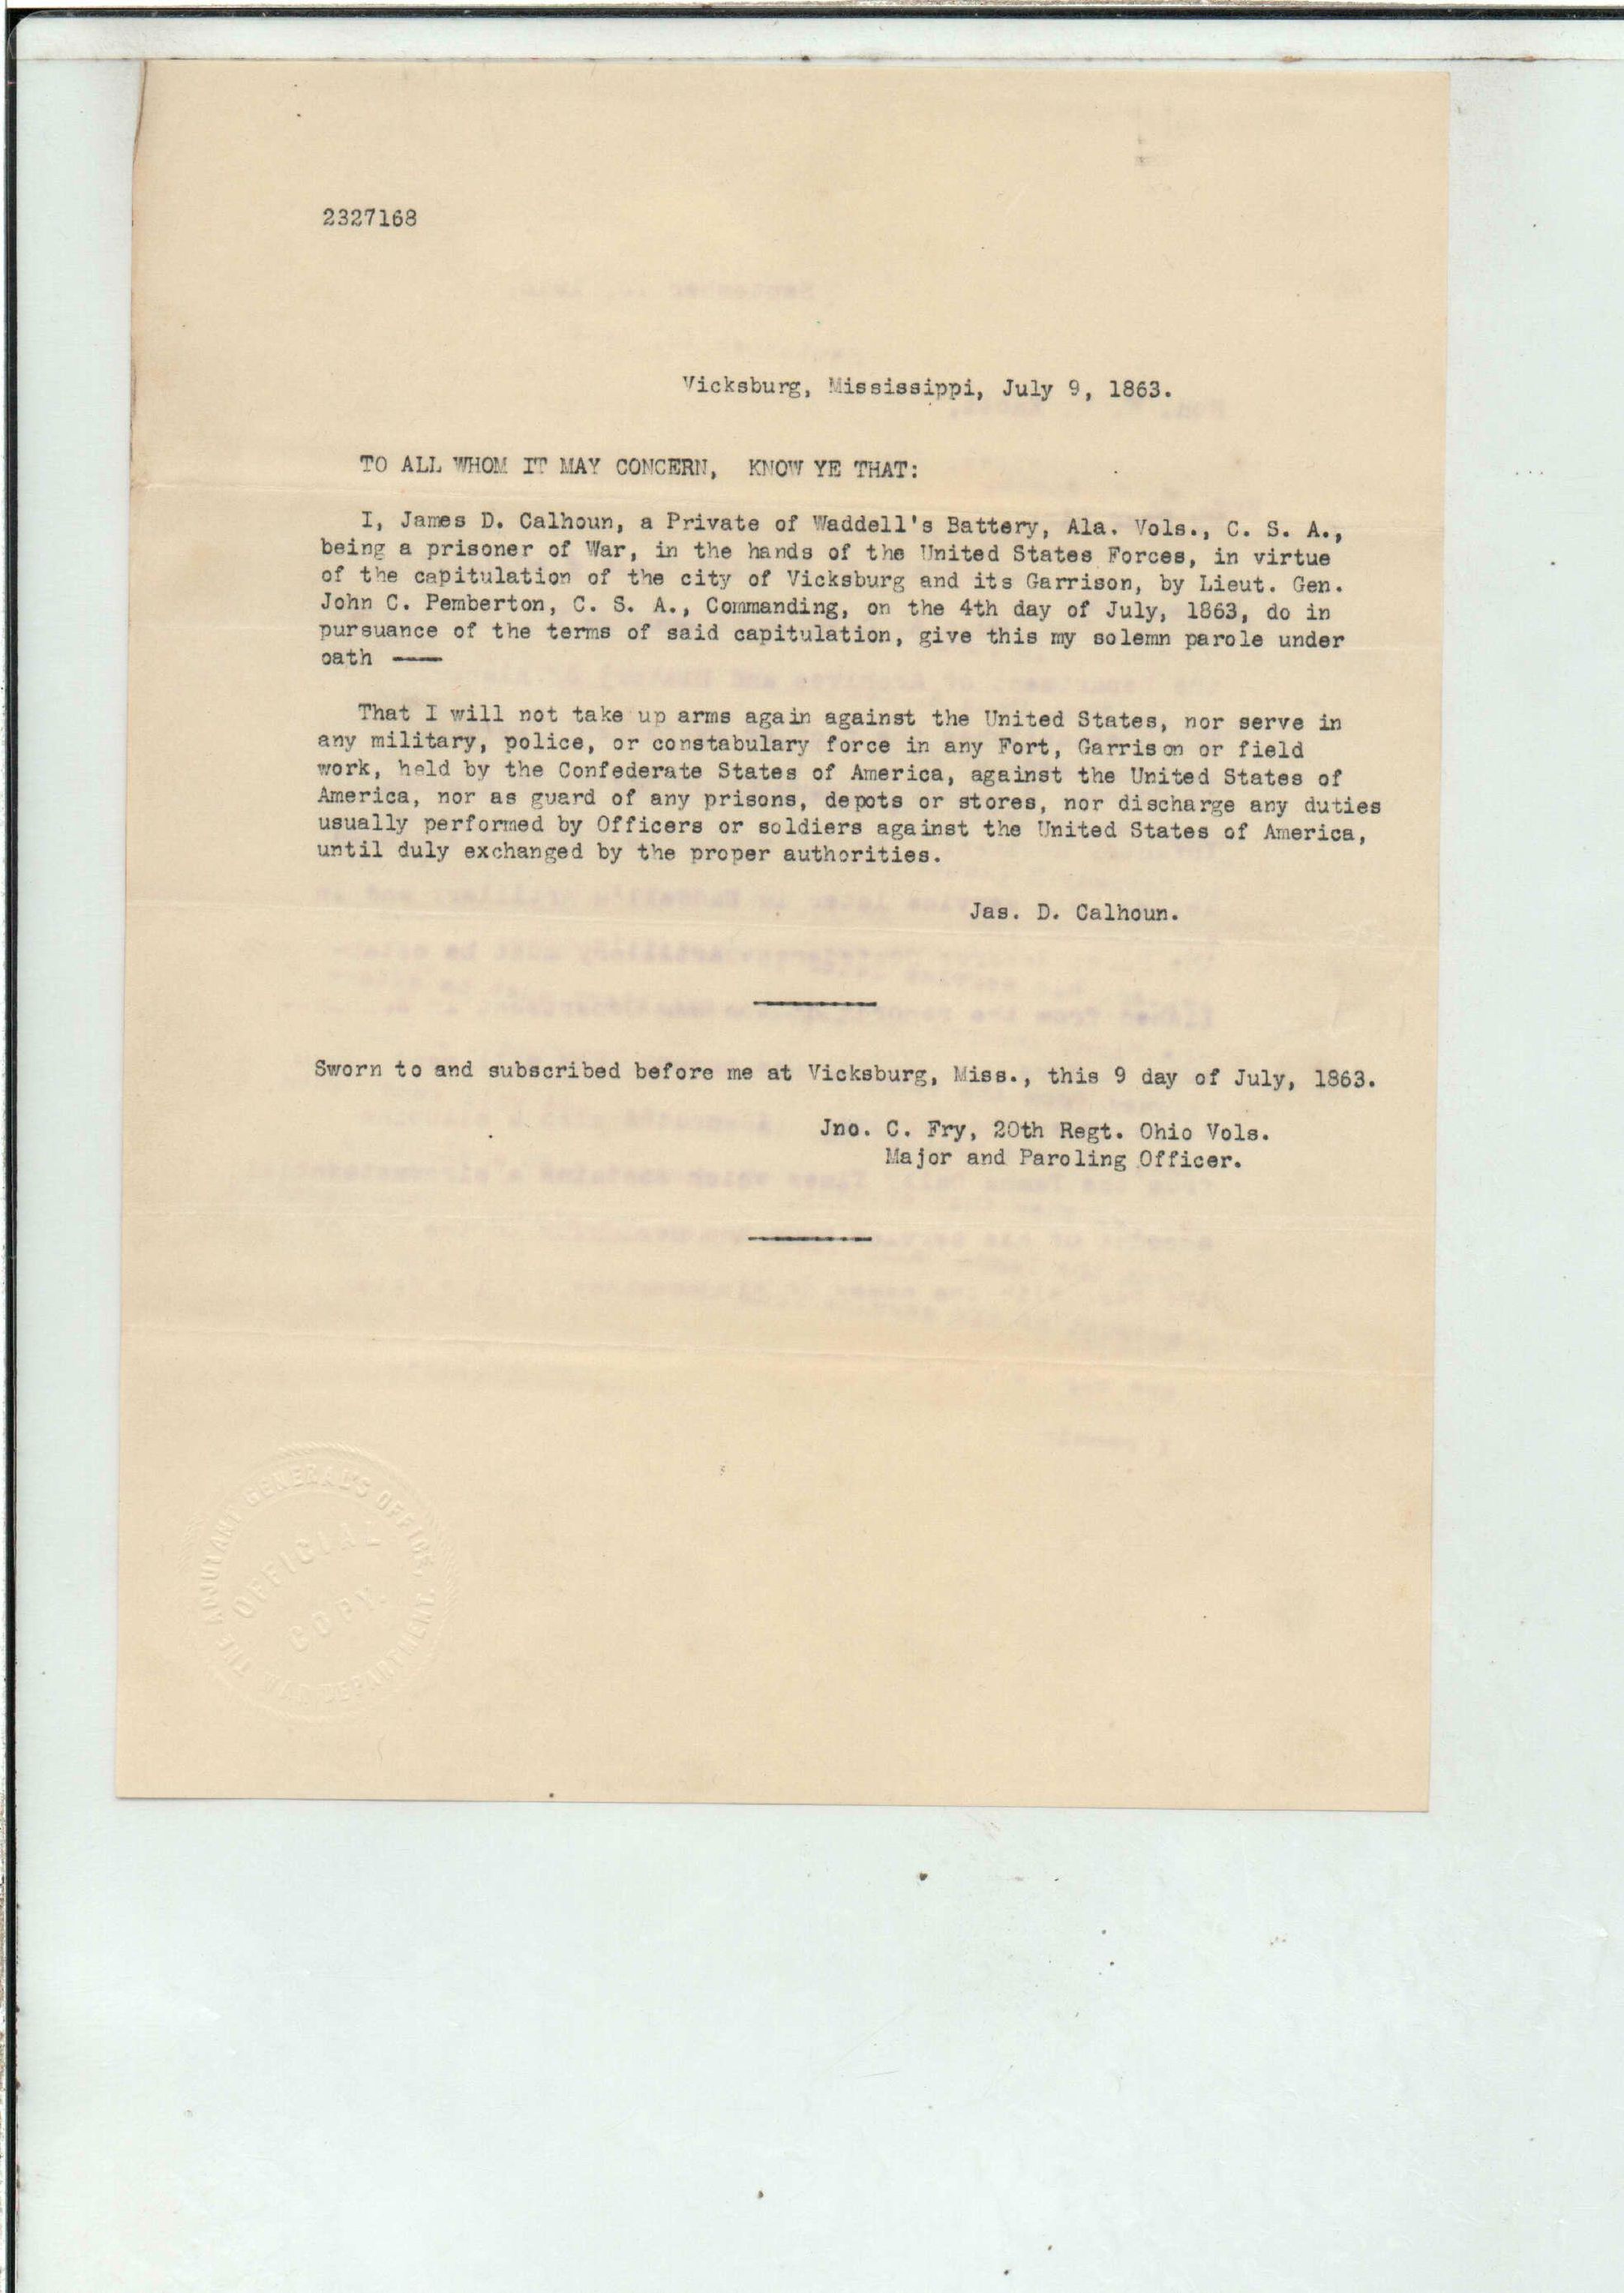 2327168
Vicksburg, Mississippi, July 9, 1863.
TO ALL WHOM IT MAY CONCERN, KNOW YE THAT:
I, James D. Calhoun, a Private of Waddell's Battery, Ala. Vols., C. S. A.,
being a prisoner of War, in the hands of the United States Forces, in virtue
of the capitulation of the city of Vicksburg and its Garrison, by Lieut. Gen.
John C. Pemberton, C. S. A., Commanding, on the 4th day of July, 1863, do in
pursuance of the terms of said capitulation, give this my solemn parole under
oath ——
That I will not take up arms again against the United States, nor serve in
any military, police, or constabulary force in any Fort, Garrison or field
work, held by the Confederate States of America, against the United States of
America, nor as guard of any prisons, depots or stores, nor discharge any duties
usually performed by Officers or soldiers against the United States of America,
until duly exchanged by the proper authorities.
Jas. D. Calhoun.
Sworn to and subscribed before me at Vicksburg, Miss., this 9 day of July, 1863.
Jno. C. Fry, 20th Regt. Ohio Vols.
Major and Paroling Officer.
THE ADJUTANT GENERAL'S OFFICE,
OFFICIAL
COPY.
WAR DEPARTMENT.